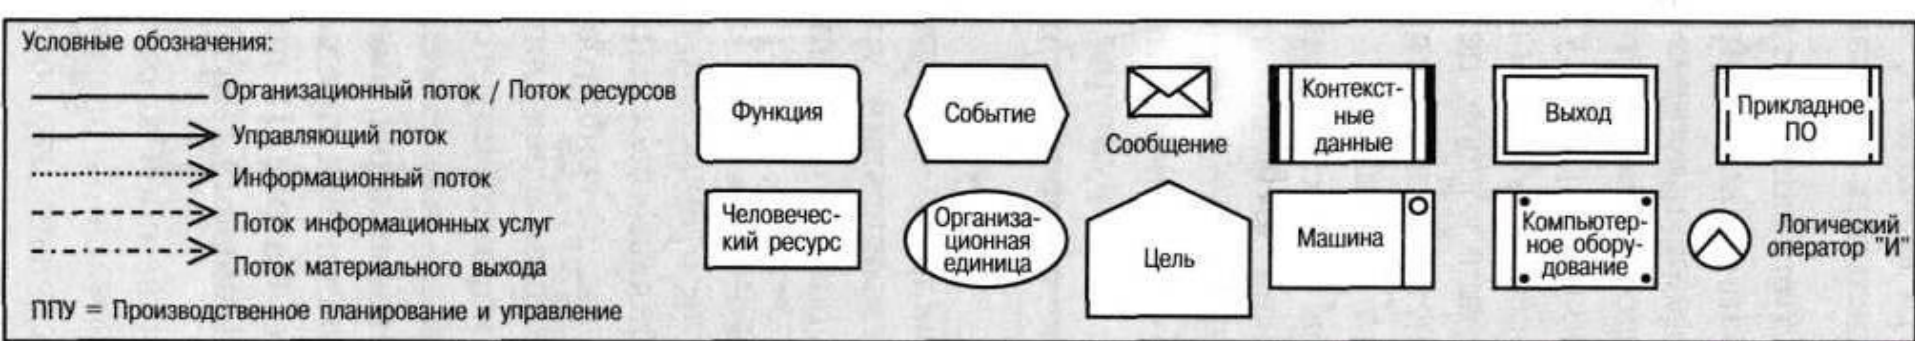 Условные обозначения:
Организационный поток / Поток ресурсов
Управляющий поток
Информационный поток
Поток информационных услуг
Поток материального выхода
ППУ = Производственное планирование и управление
Функция
Событие
Сообщение
Контекст-
ные
данные
Выход
Прикладное
ПО
Человечес-
кий ресурс
Организа-
ционная
единица
Цель
Машина
Компьютер-
ное обору-
дование
Логический
оператор "И"